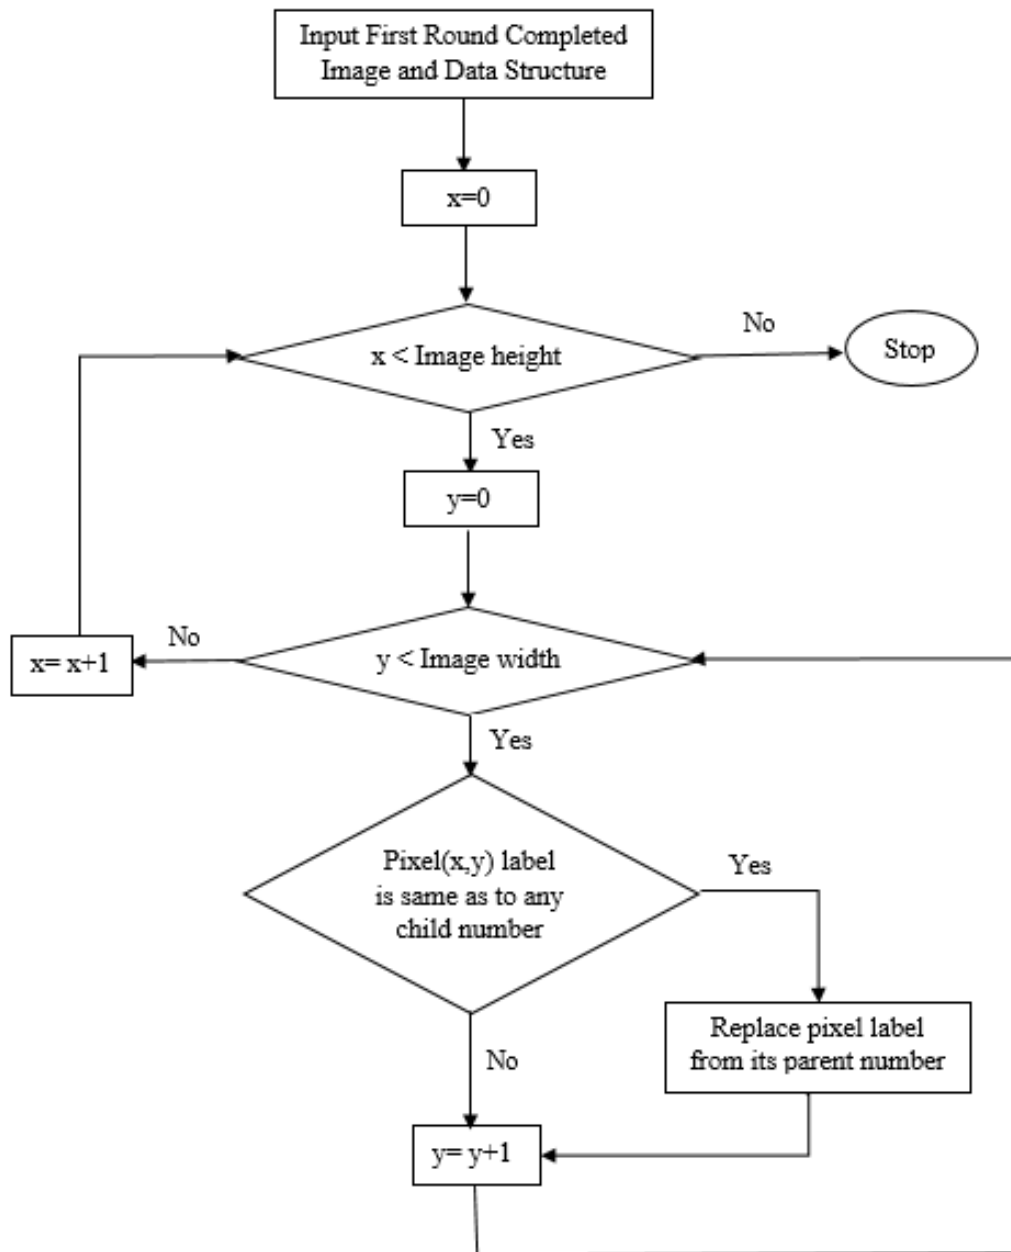 Input First Round Completed
Image and Data Structure
x=0
x < Image height
No
Stop
Yes
y=0
y < Image width
No
x= x+1
Yes
Pixel(x,y) label
is same as to any
child number
Yes
Replace pixel label
from its parent number
No
y= y+1